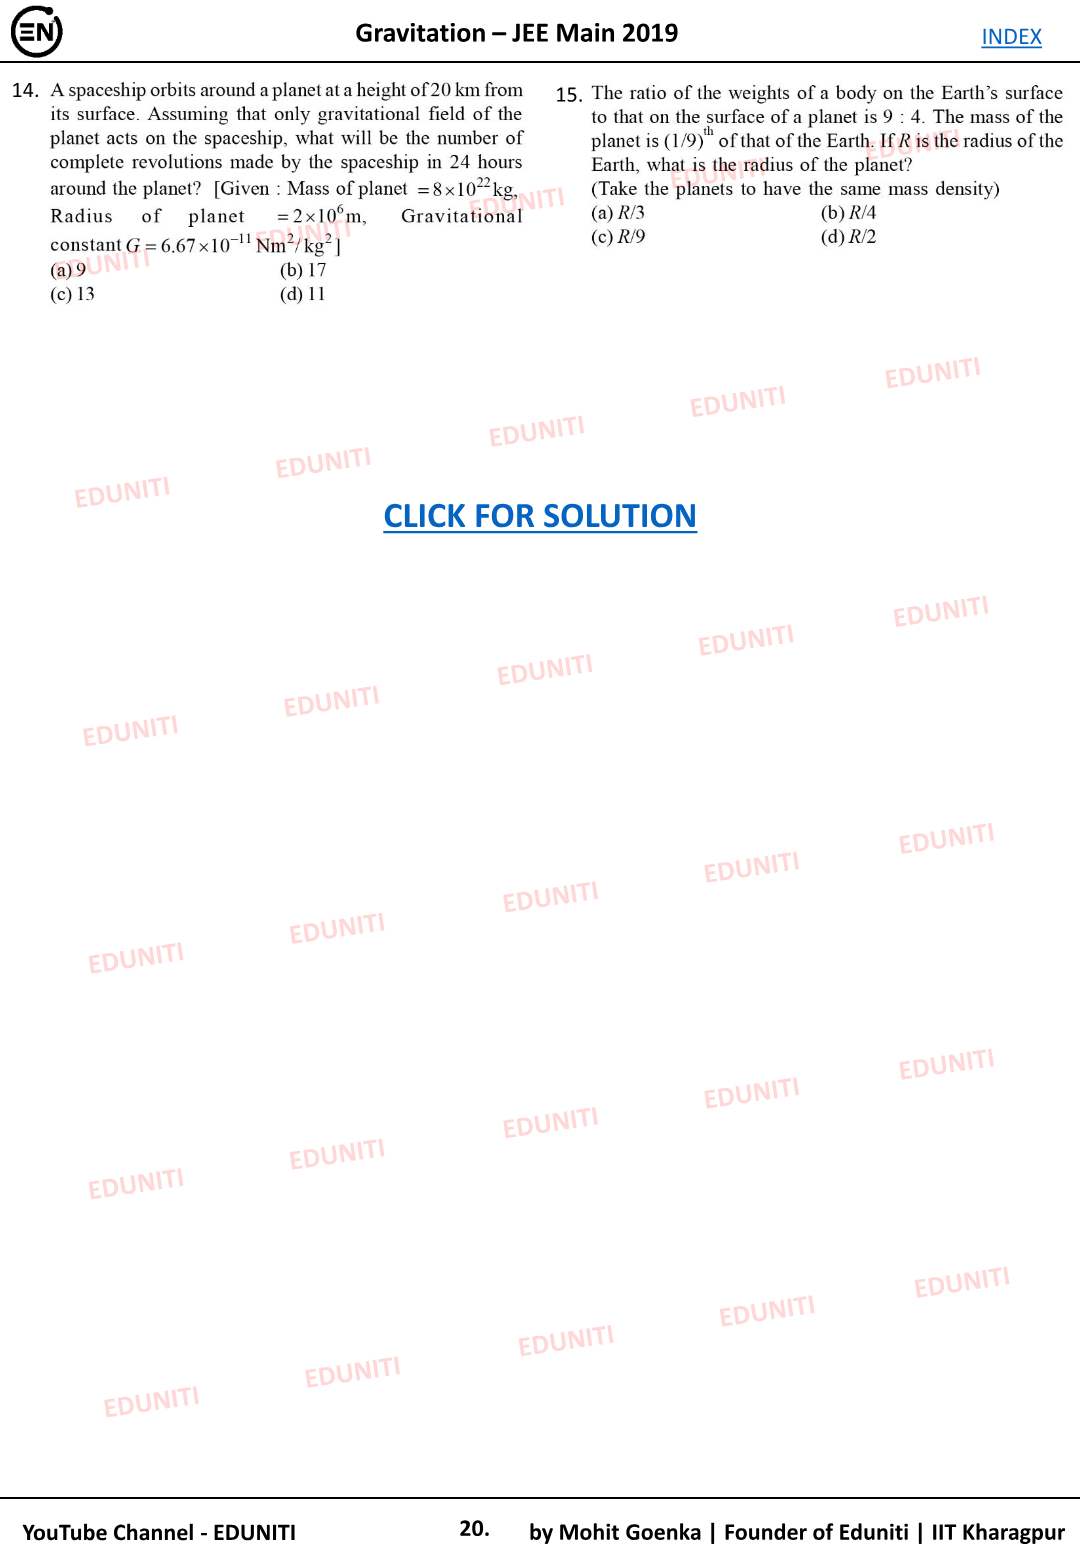 EN
Gravitation – JEE Main 2019
INDEX
14. A spaceship orbits around a planet at a height of 20 km from
its surface. Assuming that only gravitational field of the
planet acts on the spaceship, what will be the number of
complete revolutions made by the spaceship in 24 hours
around the planet? [Given : Mass of planet = 8×10²² kg,
Radius of planet = 2×10⁶ m, Gravitational
constant G = 6.67×10⁻¹¹ Nm²/kg² ]
(a) 9 (b) 17
(c) 13 (d) 11
15. The ratio of the weights of a body on the Earth's surface
to that on the surface of a planet is 9 : 4. The mass of the
planet is (1/9)ᵗʰ of that of the Earth. If R is the radius of the
Earth, what is the radius of the planet?
(Take the planets to have the same mass density)
(a) R/3 (b) R/4
(c) R/9 (d) R/2
EDUNITI EDUNITI EDUNITI EDUNITI EDUNITI
EDUNITI EDUNITI EDUNITI EDUNITI EDUNITI
CLICK FOR SOLUTION
EDUNITI EDUNITI EDUNITI EDUNITI EDUNITI
EDUNITI EDUNITI EDUNITI EDUNITI EDUNITI
EDUNITI EDUNITI EDUNITI EDUNITI EDUNITI
EDUNITI EDUNITI EDUNITI EDUNITI EDUNITI
YouTube Channel - EDUNITI 20. by Mohit Goenka | Founder of Eduniti | IIT Kharagpur